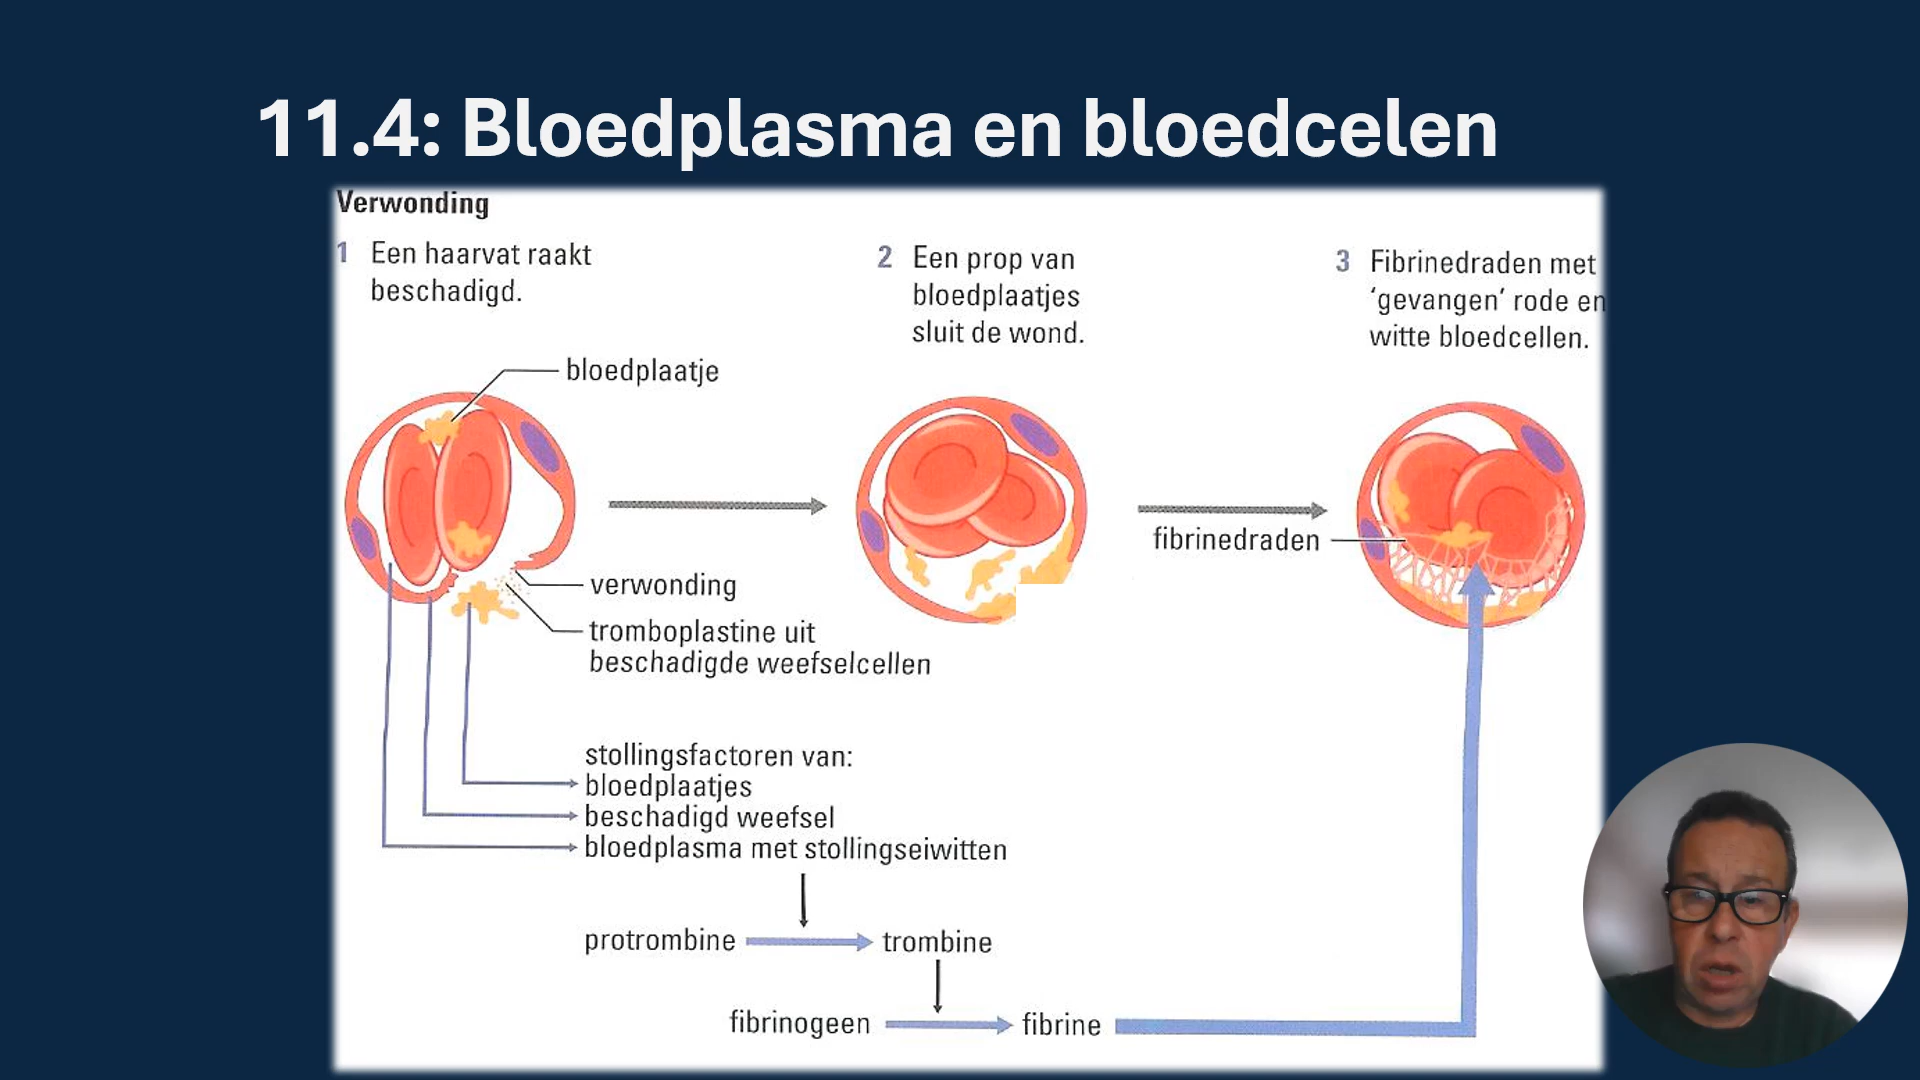 11.4: Bloedplasma en bloedcelen
Verwonding
1 Een haarvat raakt
beschadigd.
2 Een prop van
bloedplaatjes
sluit de wond.
3 Fibrinedraden met
‘gevangen’ rode en
witte bloedcellen.
bloedplaatje
fibrinedraden
verwonding
tromboplastine uit
beschadigde weefselcellen
stollingsfactoren van:
bloedplaatjes
beschadigd weefsel
bloedplasma met stollingseiwitten
protrombine
trombine
fibrinogeen
fibrine